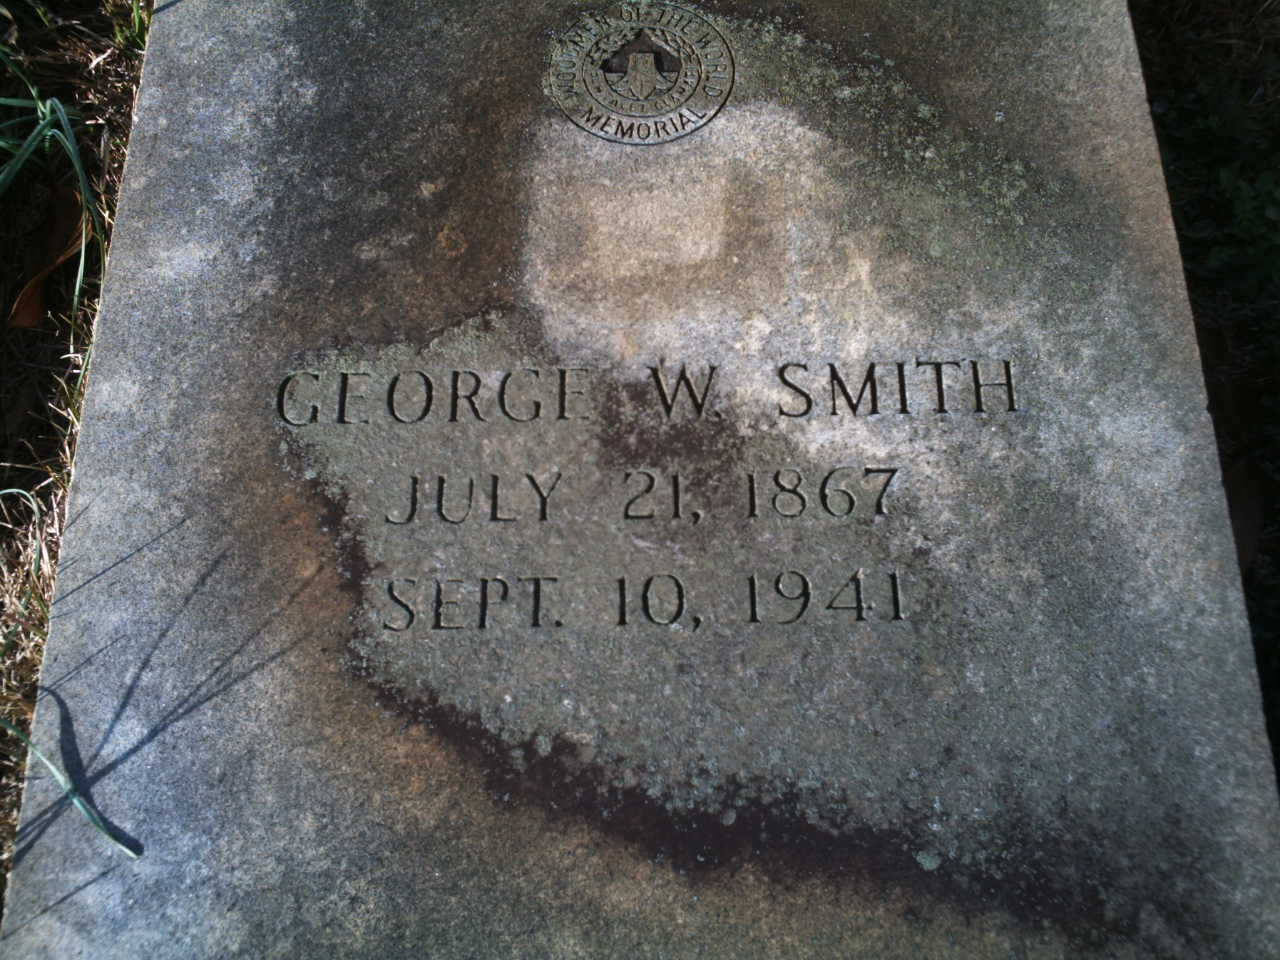 WOODMEN OF THE WORLD
MEMORIAL
GEORGE W. SMITH
JULY 21, 1867
SEPT. 10, 1941